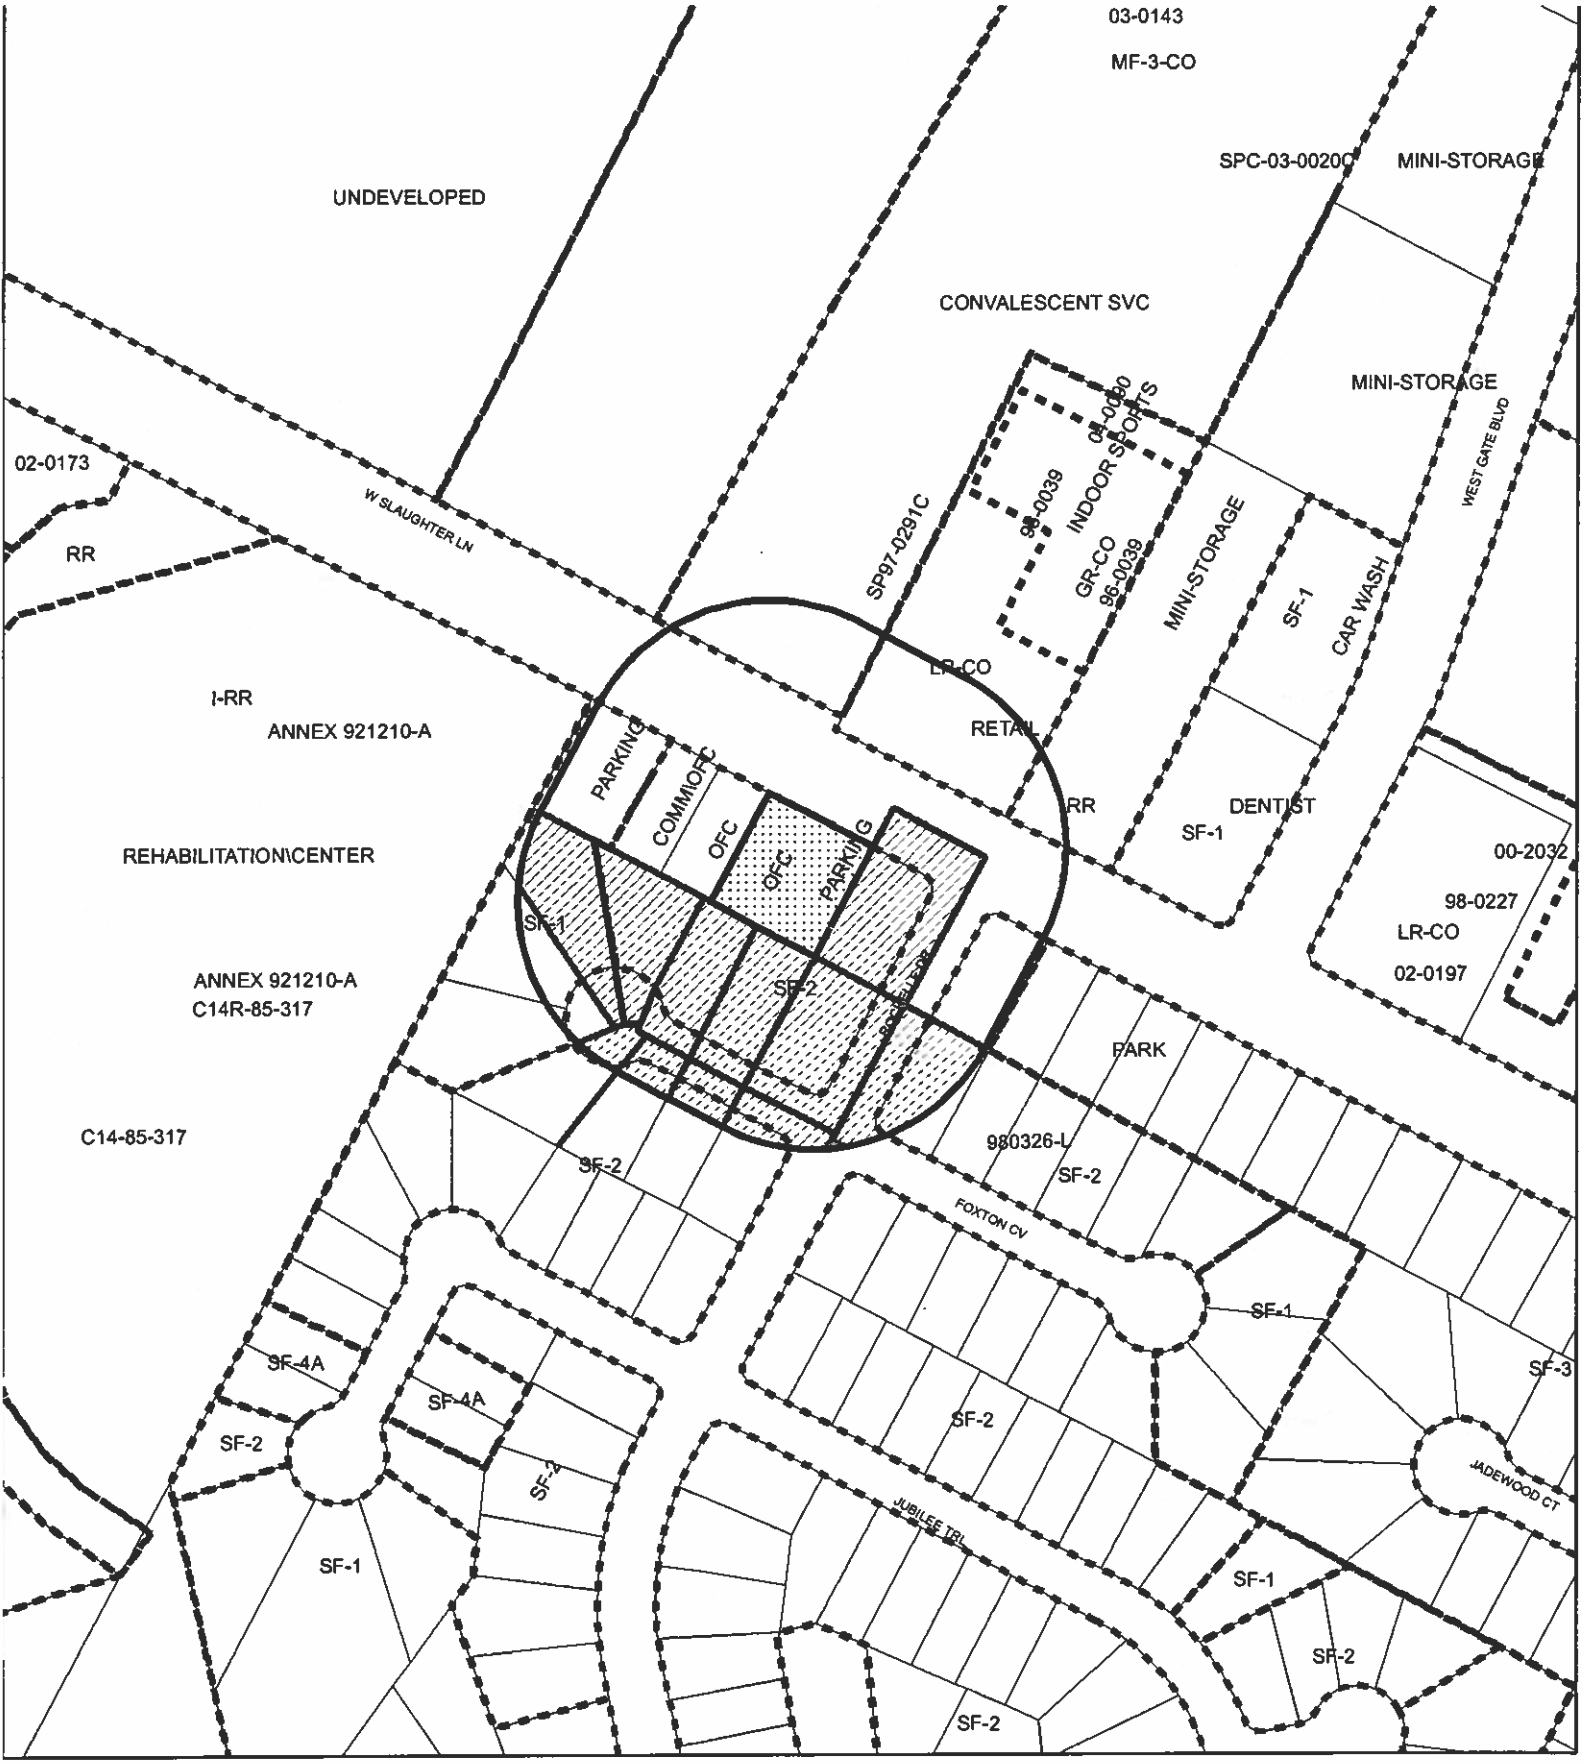 03-0143
MF-3-CO
SPC-03-0020C
MINI-STORAGE
UNDEVELOPED
CONVALESCENT SVC
MINI-STORAGE
04-0090
INDOOR SPORTS
WEST GATE BLVD
02-0173
W SLAUGHTER LN
SP97-0291C
GR-CO
96-0039
MINI-STORAGE
SF-1
CAR WASH
RR
LR-CO
I-RR
ANNEX 921210-A
RETAIL
PARKING
COMM\OFC
OFC
OFC
PARKING
RR
DENTIST
SF-1
REHABILITATION\CENTER
00-2032
98-0227
LR-CO
02-0197
SF-1
ANNEX 921210-A
C14R-85-317
SF-2
PARK
C14-85-317
980326-L
SF-2
SF-2
FOXTON CV
SF-1
SF-4A
SF-4A
SF-3
SF-2
SF-2
SF-2
JADEWOOD CT
JUBILEE TRL
SF-1
SF-1
SF-2
SF-2